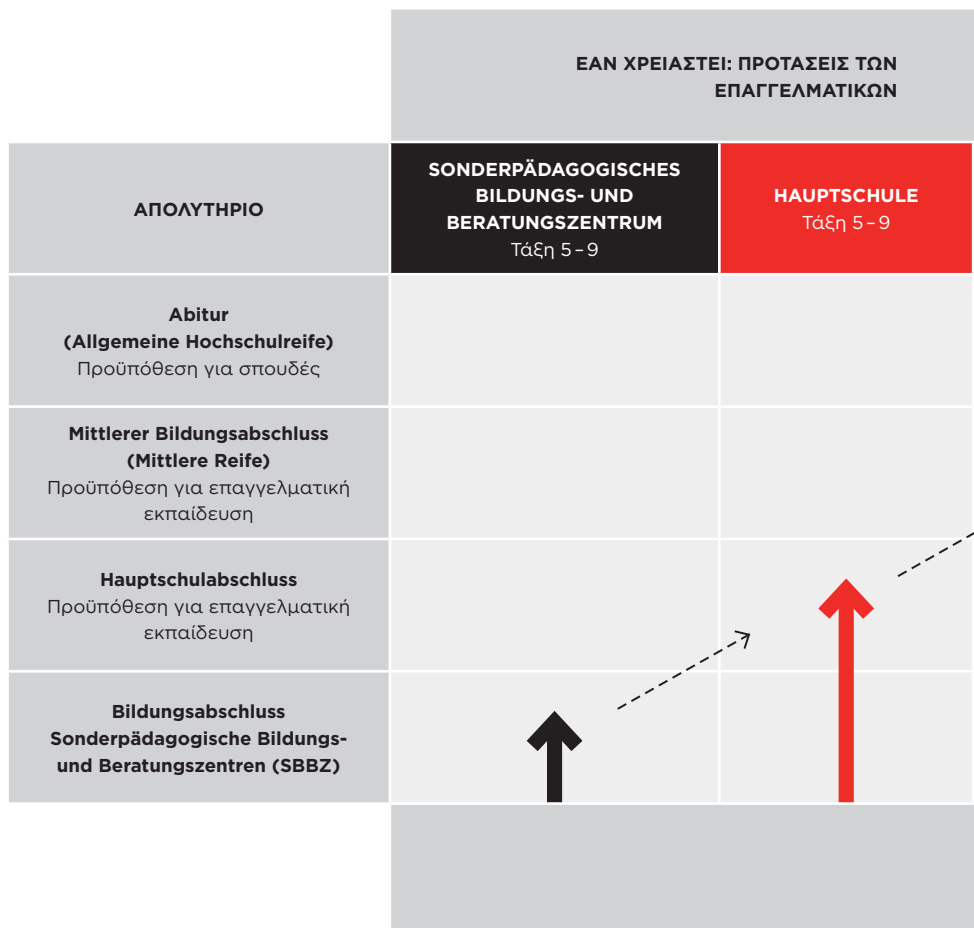 ΕΑΝ ΧΡΕΙΑΣΤΕΙ: ΠΡΟΤΑΣΕΙΣ ΤΩΝ
ΕΠΑΓΓΕΛΜΑΤΙΚΩΝ
ΑΠΟΛΥΤΗΡΙΟ
SONDERPÄDAGOGISCHES
BILDUNGS- UND
BERATUNGSZENTRUM
Τάξη 5 – 9
HAUPTSCHULE
Τάξη 5 – 9
Abitur
(Allgemeine Hochschulreife)
Προϋπόθεση για σπουδές
Mittlerer Bildungsabschluss
(Mittlere Reife)
Προϋπόθεση για επαγγελματική
εκπαίδευση
Hauptschulabschluss
Προϋπόθεση για επαγγελματική
εκπαίδευση
Bildungsabschluss
Sonderpädagogische Bildungs-
und Beratungszentren (SBBZ)